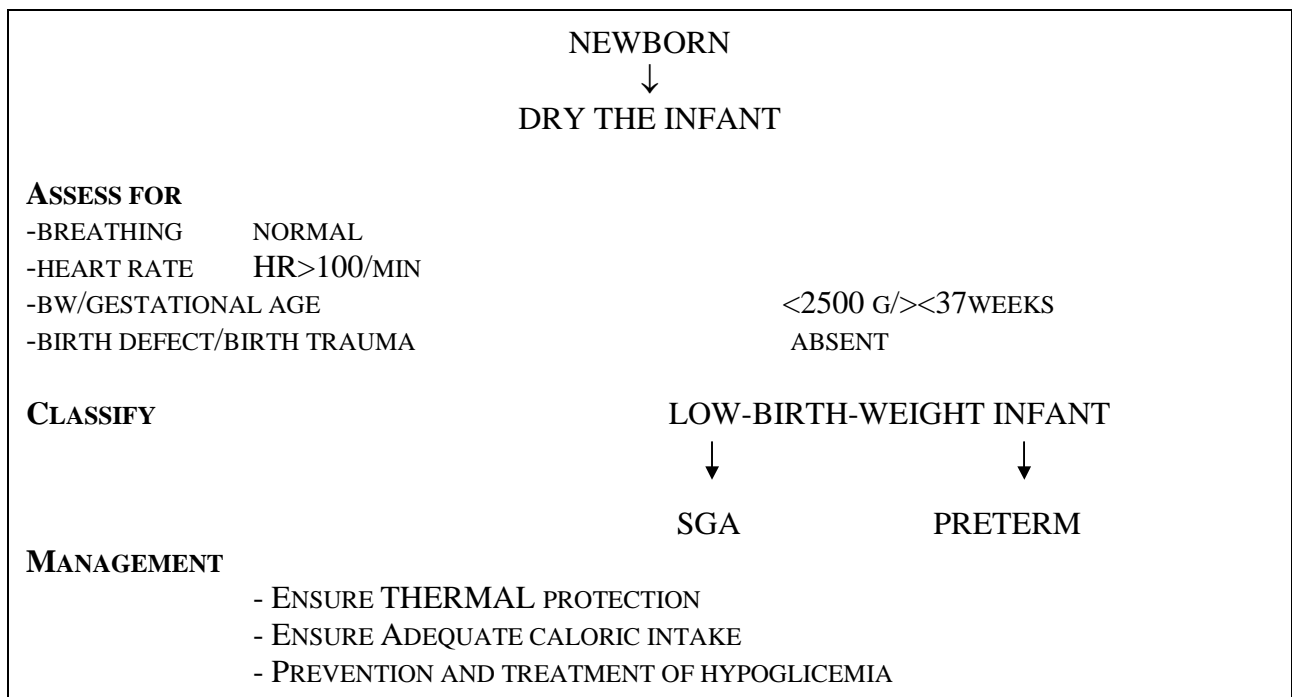 NEWBORN
↓
DRY THE INFANT
ASSESS FOR
-BREATHING NORMAL
-HEART RATE HR>100/MIN
-BW/GESTATIONAL AGE <2500 G/><37WEEKS
-BIRTH DEFECT/BIRTH TRAUMA ABSENT
CLASSIFY LOW-BIRTH-WEIGHT INFANT
↓ ↓
SGA PRETERM
MANAGEMENT
- ENSURE THERMAL PROTECTION
- ENSURE ADEQUATE CALORIC INTAKE
- PREVENTION AND TREATMENT OF HYPOGLICEMIA